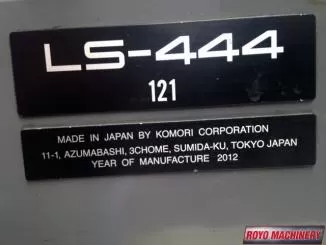 LS-444
121
MADE IN JAPAN BY KOMORI CORPORATION
11-1, AZUMABASHI, 3CHOME, SUMIDA-KU, TOKYO JAPAN
YEAR OF MANUFACTURE 2012
ROYO MACHINERY